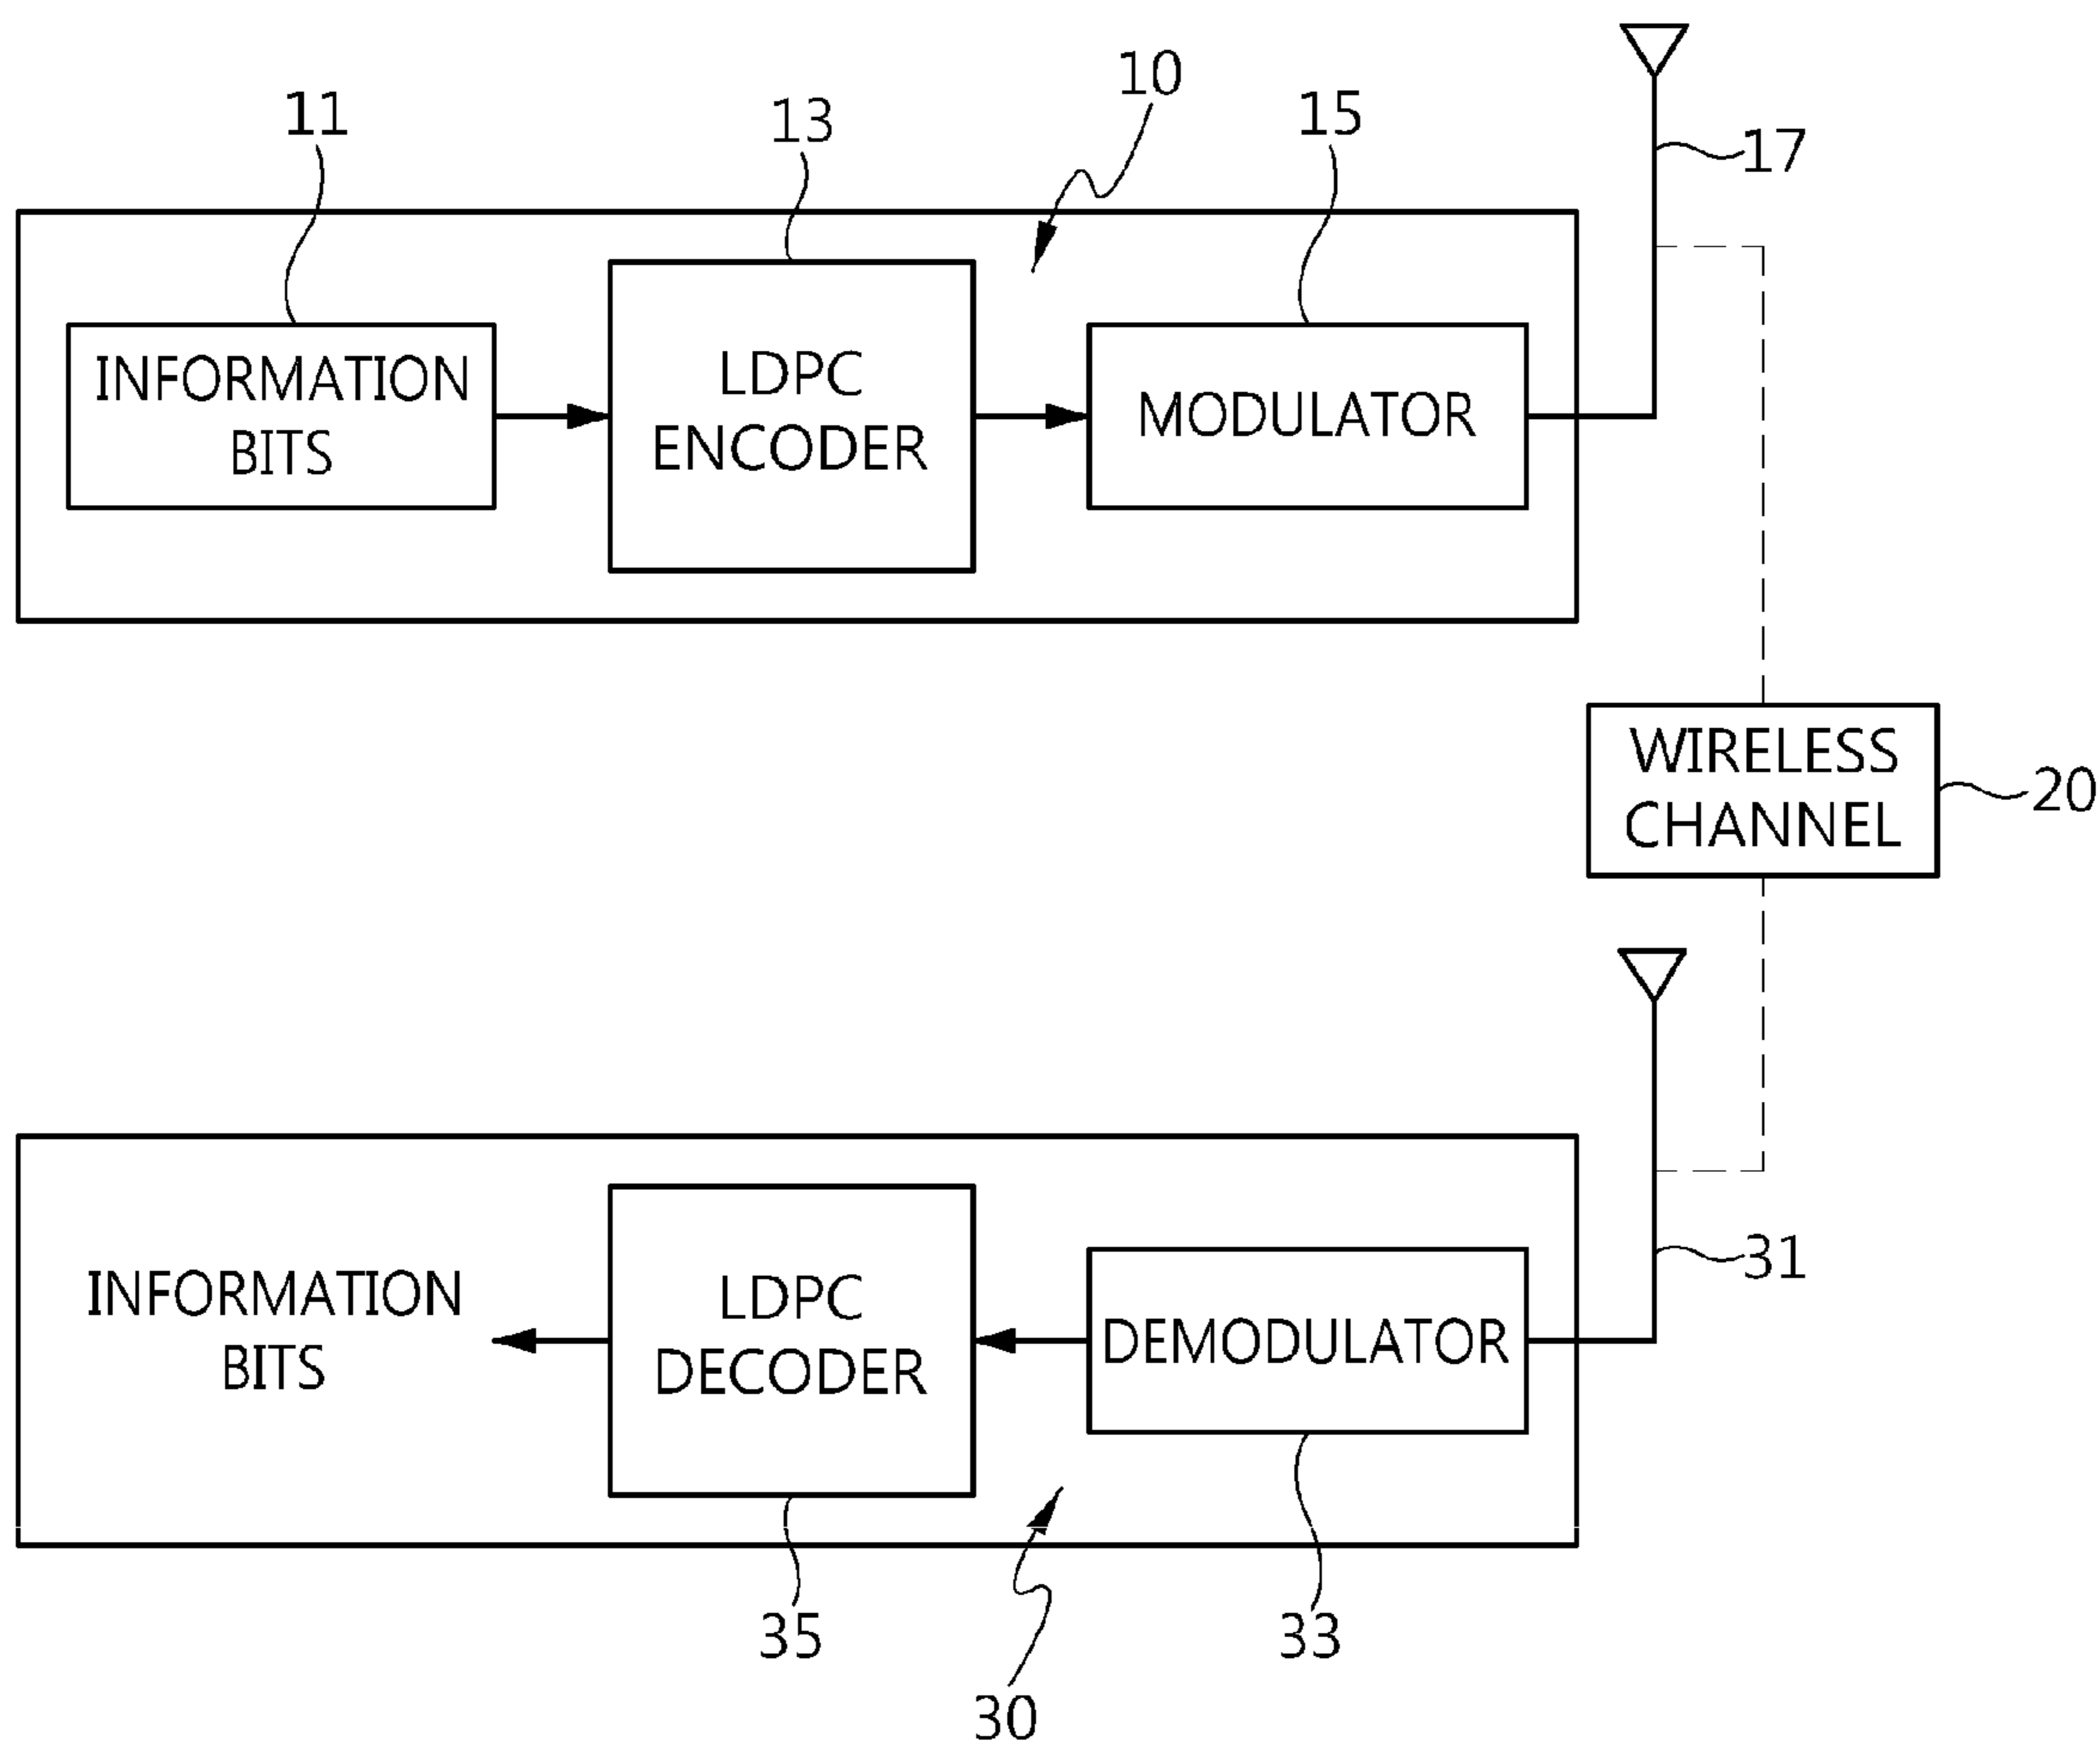 10
11
13
15
17
INFORMATION
BITS
LDPC
ENCODER
MODULATOR
WIRELESS
CHANNEL
20
31
INFORMATION
BITS
LDPC
DECODER
DEMODULATOR
35
33
30